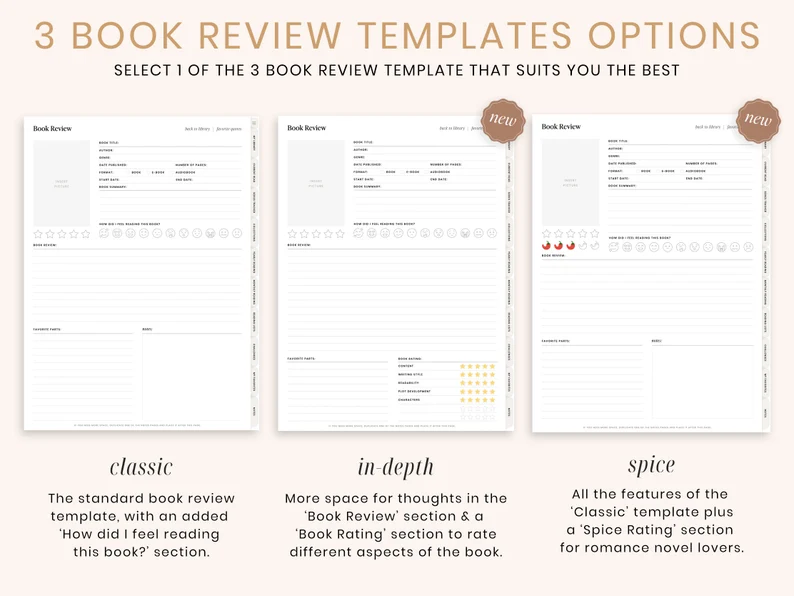 3 BOOK REVIEW TEMPLATES OPTIONS
SELECT 1 OF THE 3 BOOK REVIEW TEMPLATE THAT SUITS YOU THE BEST
Book Review
back to library | favorite quotes
INSERT
PICTURE
BOOK TITLE:
AUTHOR:
GENRE:
DATE PUBLISHED: NUMBER OF PAGES:
FORMAT: BOOK E-BOOK AUDIOBOOK
START DATE: END DATE:
BOOK SUMMARY:
HOW DID I FEEL READING THIS BOOK?
BOOK REVIEW:
FAVORITE PARTS:
new
Book Review
back to library |
INSERT
PICTURE
BOOK TITLE:
AUTHOR:
GENRE:
DATE PUBLISHED: NUMBER OF PAGES:
FORMAT: BOOK E-BOOK AUDIOBOOK
START DATE: END DATE:
BOOK SUMMARY:
HOW DID I FEEL READING THIS BOOK?
BOOK REVIEW:
FAVORITE PARTS:
BOOK RATING:
CONTENT
WRITING STYLE
READABILITY
PLOT DEVELOPMENT
CHARACTERS
new
Book Review
back to library |
INSERT
PICTURE
BOOK TITLE:
AUTHOR:
GENRE:
DATE PUBLISHED: NUMBER OF PAGES:
FORMAT: BOOK E-BOOK AUDIOBOOK
START DATE: END DATE:
BOOK SUMMARY:
HOW DID I FEEL READING THIS BOOK?
BOOK REVIEW:
FAVORITE PARTS:
classic
The standard book review
template, with an added
‘How did I feel reading
this book?’ section.
in-depth
More space for thoughts in the
‘Book Review’ section & a
‘Book Rating’ section to rate
different aspects of the book.
spice
All the features of the
‘Classic’ template plus
a ‘Spice Rating’ section
for romance novel lovers.